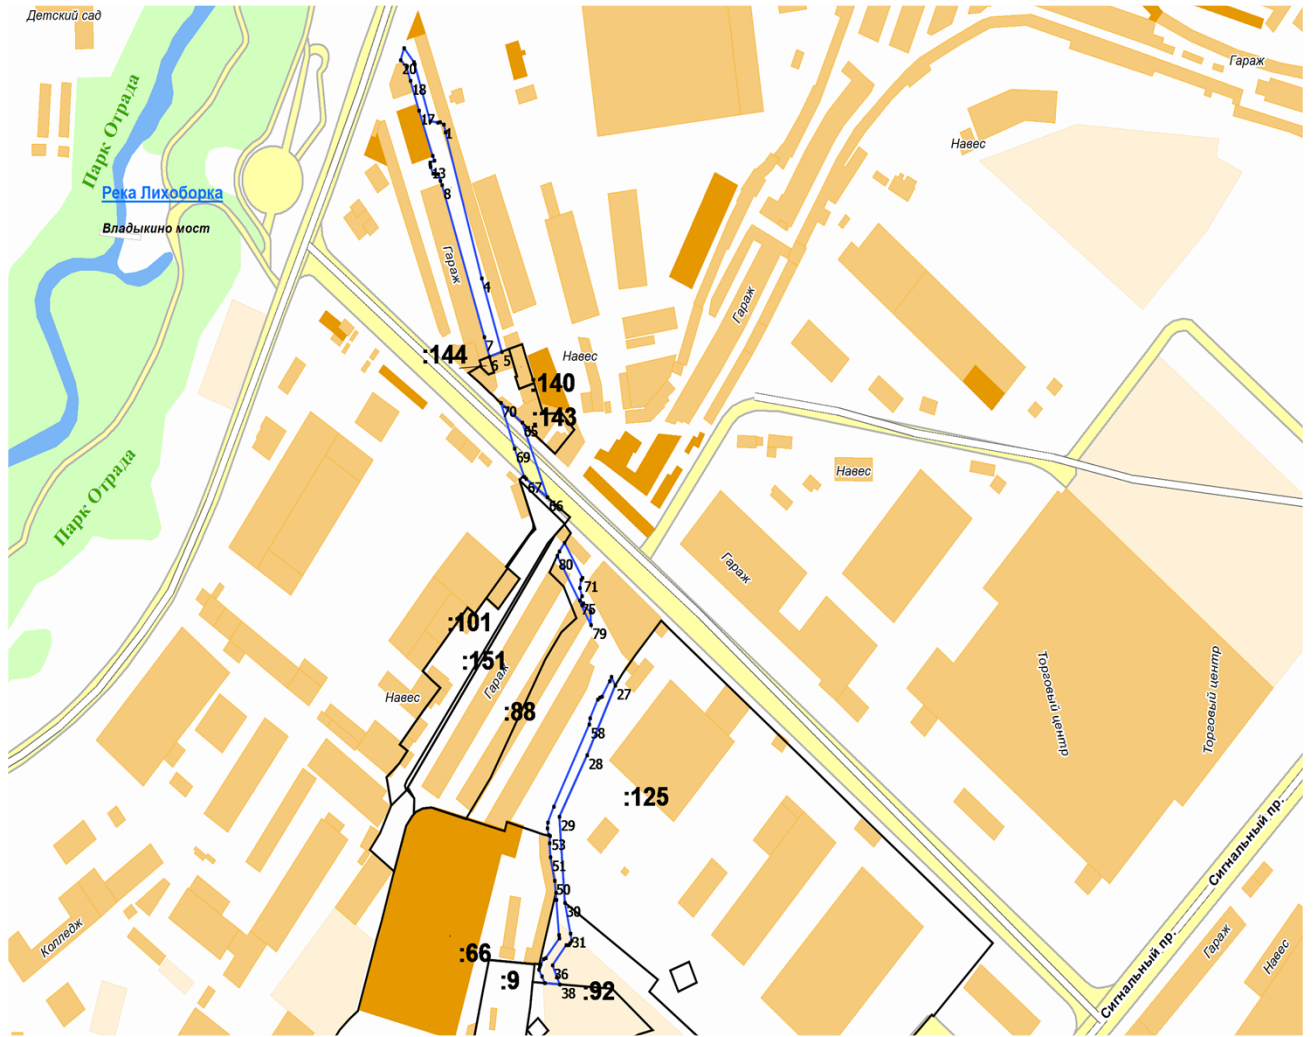 Детский сад
Гараж
20
18
17
1
Навес
13
8
Парк Отрада
Река Лихоборка
Владыкино мост
Гараж
4
Гараж
7
5
6
:144
Навес
:140
70
:143
65
69
Парк Отрада
67
66
Навес
80
Гараж
71
75
:101
79
:151
Гараж
Навес
27
:88
58
Торговый центр
Торговый центр
28
:125
29
53
51
50
30
Сигнальный пр.
31
Колледж
:66
Гараж
Навес
:9
36
38
:92
Сигнальный пр.